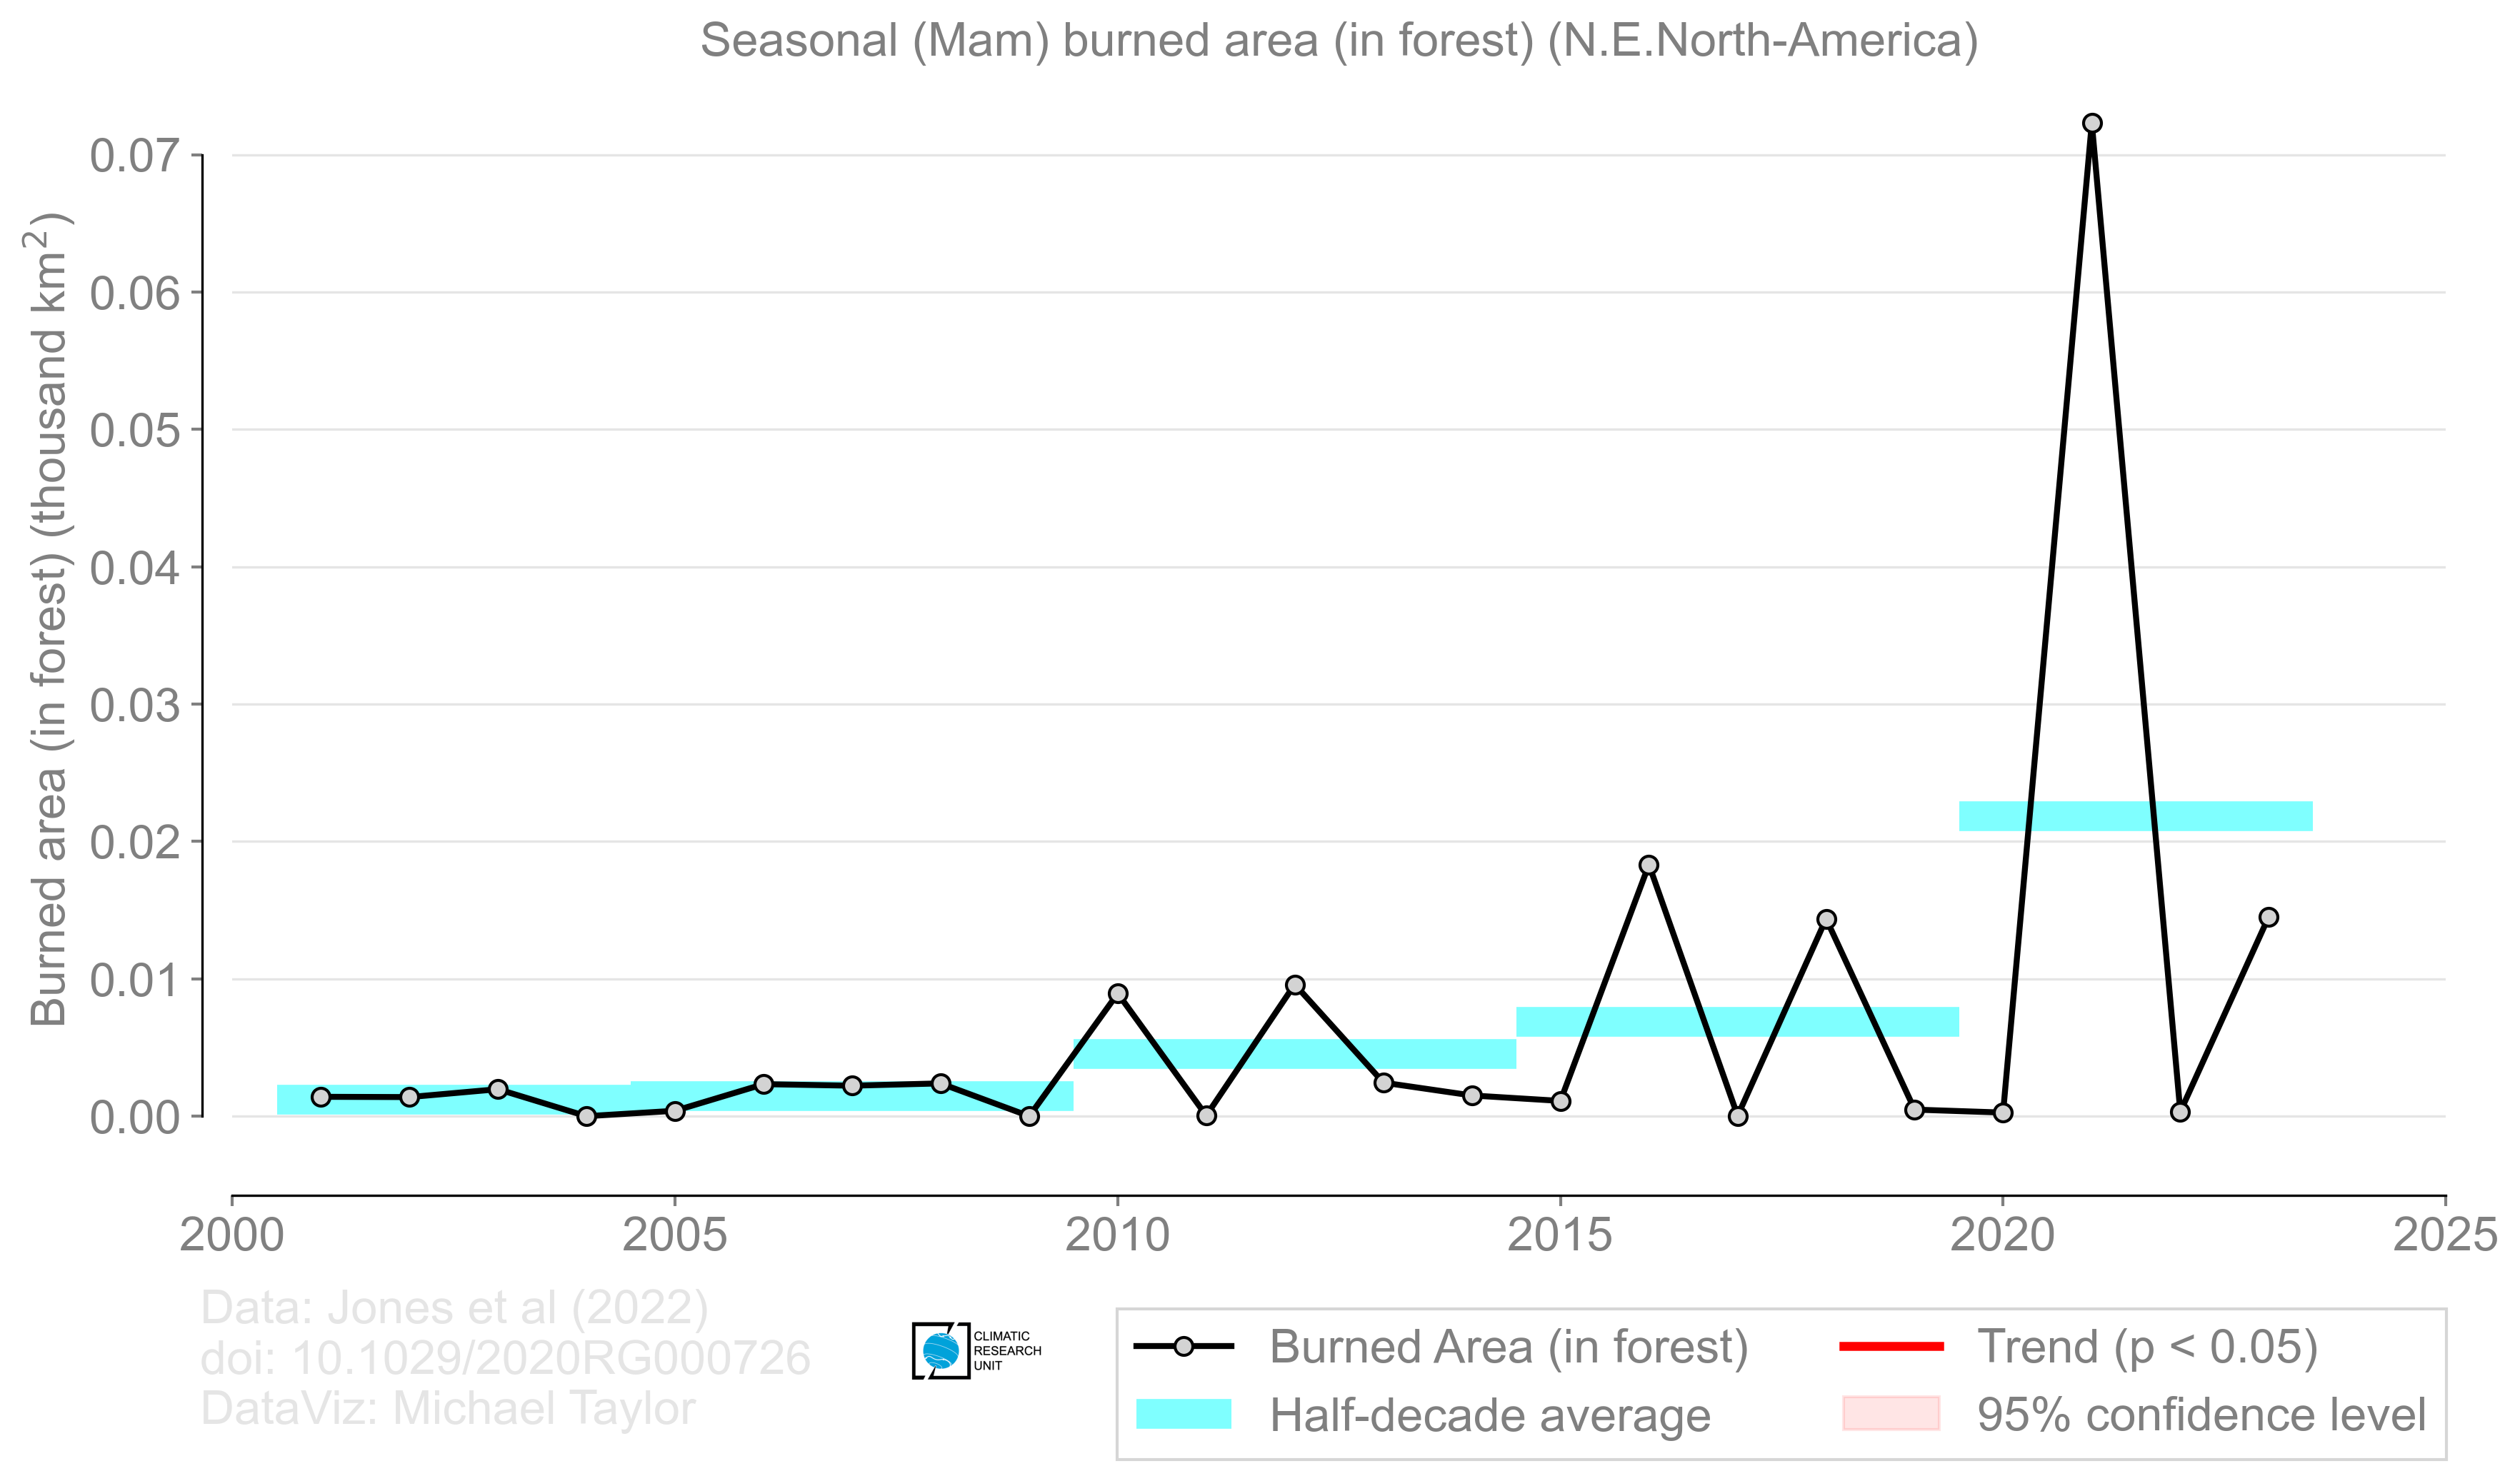 Seasonal (Mam) burned area (in forest) (N.E.North-America)
Burned area (in forest) (thousand km²)
0.07
0.06
0.05
0.04
0.03
0.02
0.01
0.00
2000 2005 2010 2015 2020 2025
Data: Jones et al (2022)
doi: 10.1029/2020RG000726
DataViz: Michael Taylor
CLIMATIC
RESEARCH
UNIT
Burned Area (in forest)
Half-decade average
Trend (p < 0.05)
95% confidence level